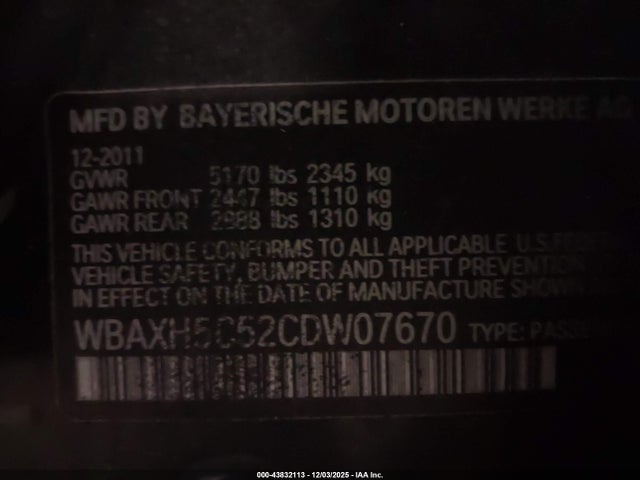 MFD BY BAYERISCHE MOTOREN WERKE AG
12-2011
GVWR 5170 lbs 2345 kg
GAWR FRONT 2447 lbs 1110 kg
GAWR REAR 2988 lbs 1310 kg
THIS VEHICLE CONFORMS TO ALL APPLICABLE U.S.
VEHICLE SAFETY, BUMPER AND THEFT PREVENTION
IN EFFECT ON THE DATE OF MANUFACTURE SHOWN
WBAXH5C52CDW07670 TYPE:
000-43832113 - 12/03/2025 - IAA Inc.